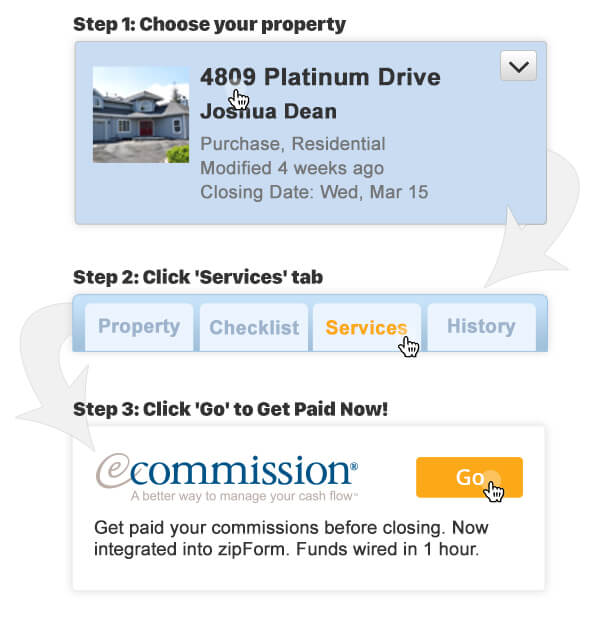 Step 1: Choose your property
4809 Platinum Drive
Joshua Dean
Purchase, Residential
Modified 4 weeks ago
Closing Date: Wed, Mar 15
Step 2: Click 'Services' tab
Property Checklist Services History
Step 3: Click 'Go' to Get Paid Now!
ecommission®
A better way to manage your cash flow™
Go
Get paid your commissions before closing. Now
integrated into zipForm. Funds wired in 1 hour.